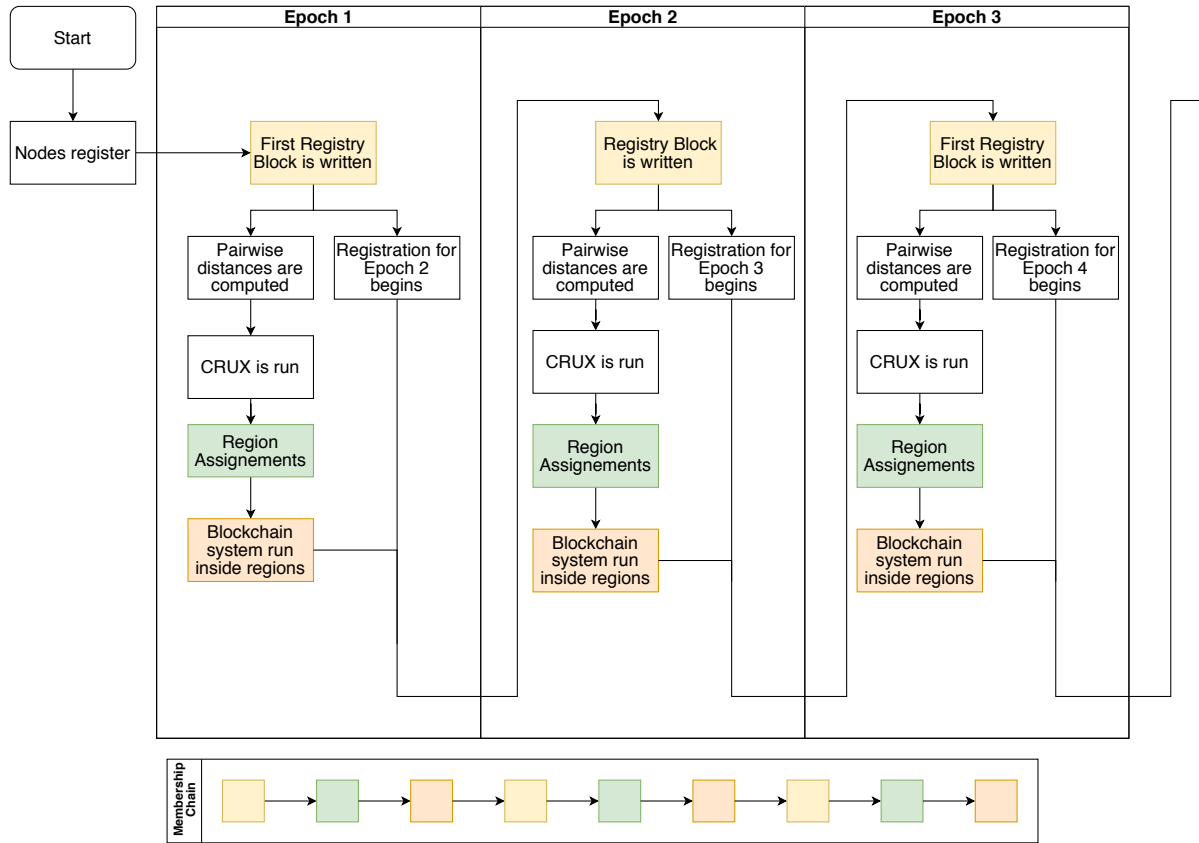 Start
Nodes register
Epoch 1
First Registry
Block is written
Pairwise
distances are
computed
Registration for
Epoch 2
begins
CRUX is run
Region
Assignements
Blockchain
system run
inside regions
Epoch 2
Registry Block
is written
Pairwise
distances are
computed
Registration for
Epoch 3
begins
CRUX is run
Region
Assignements
Blockchain
system run
inside regions
Epoch 3
First Registry
Block is written
Pairwise
distances are
computed
Registration for
Epoch 4
begins
CRUX is run
Region
Assignements
Blockchain
system run
inside regions
Membership
Chain